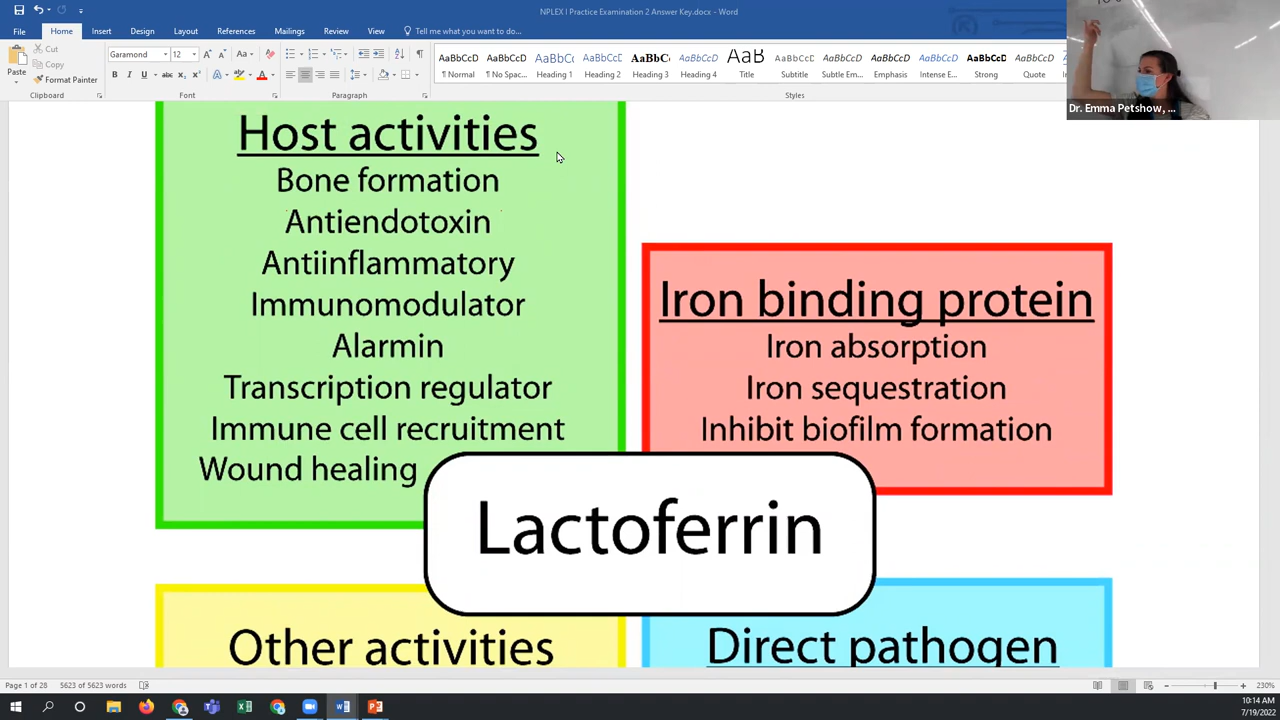 NPLEX I Practice Examination 2 Answer Key.docx - Word
File Home Insert Design Layout References Mailings Review View Tell me what you want to do...
Paste
Cut
Copy
Format Painter
Clipboard
Garamond 12
Font
Paragraph
AaBbCcD AaBbCcD AaBbC AaBbCcD AaBbC AaBbCcD AaB AaBbCcD AaBbCcD AaBbCcD AaBbCcD AaBbCcD AaBbCcD
¶ Normal ¶ No Spac... Heading 1 Heading 2 Heading 3 Heading 4 Title Subtitle Subtle Em... Emphasis Intense E... Strong Quote
Styles
Dr. Emma Petshow, ...
Host activities
Bone formation
Antiendotoxin
Antiinflammatory
Immunomodulator
Alarmin
Transcription regulator
Immune cell recruitment
Wound healing
Iron binding protein
Iron absorption
Iron sequestration
Inhibit biofilm formation
Lactoferrin
Other activities
Direct pathogen
Page 1 of 28 5623 of 5623 words
230%
10:14 AM
7/19/2022